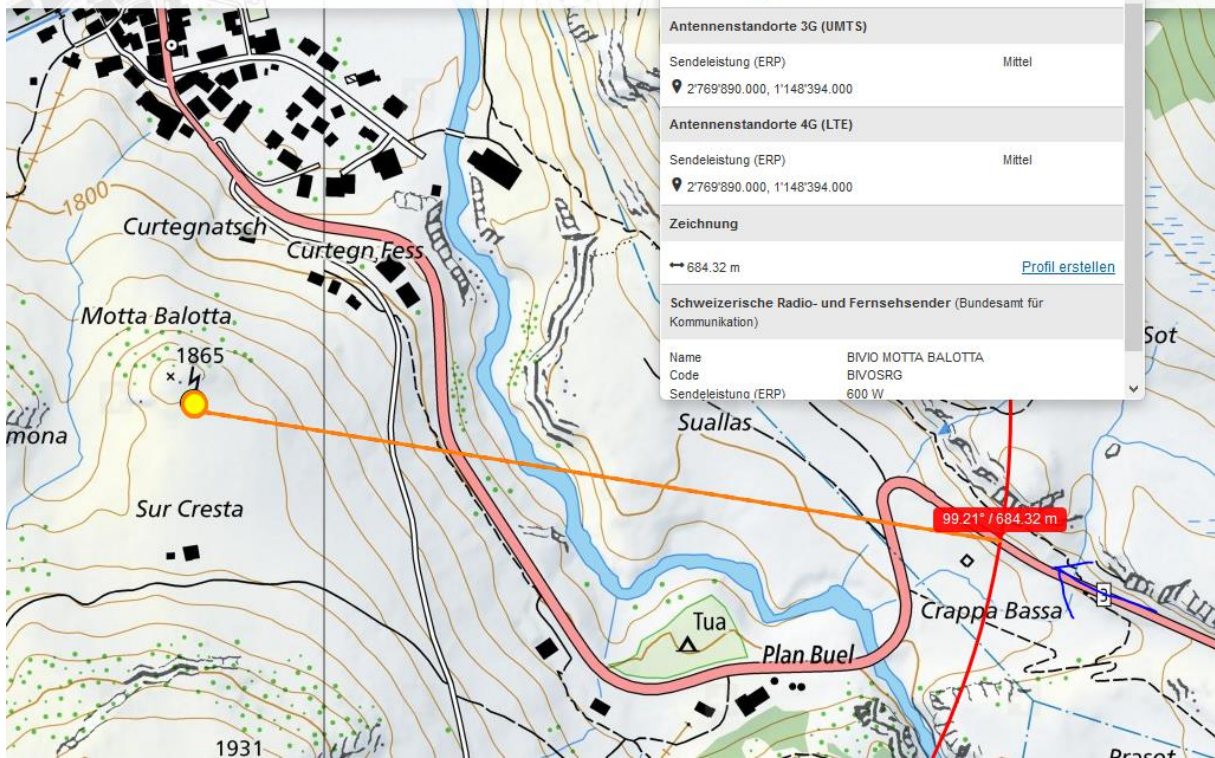 Antennenstandorte 3G (UMTS)
Sendeleistung (ERP) Mittel
2'769'890.000, 1'148'394.000
Antennenstandorte 4G (LTE)
Sendeleistung (ERP) Mittel
2'769'890.000, 1'148'394.000
Zeichnung
684.32 m Profil erstellen
Schweizerische Radio- und Fernsehsender (Bundesamt für
Kommunikation)
Name BIVIO MOTTA BALOTTA
Code BIVOSRG
Sendeleistung (ERP) 600 W
1800
Curtegnatsch
Curtegn Fess
Motta Balotta
1865
Sot
mona
Suallas
Sur Cresta
99.21° / 684.32 m
3
Crappa Bassa
Tua
Plan Buel
1931
Prasot